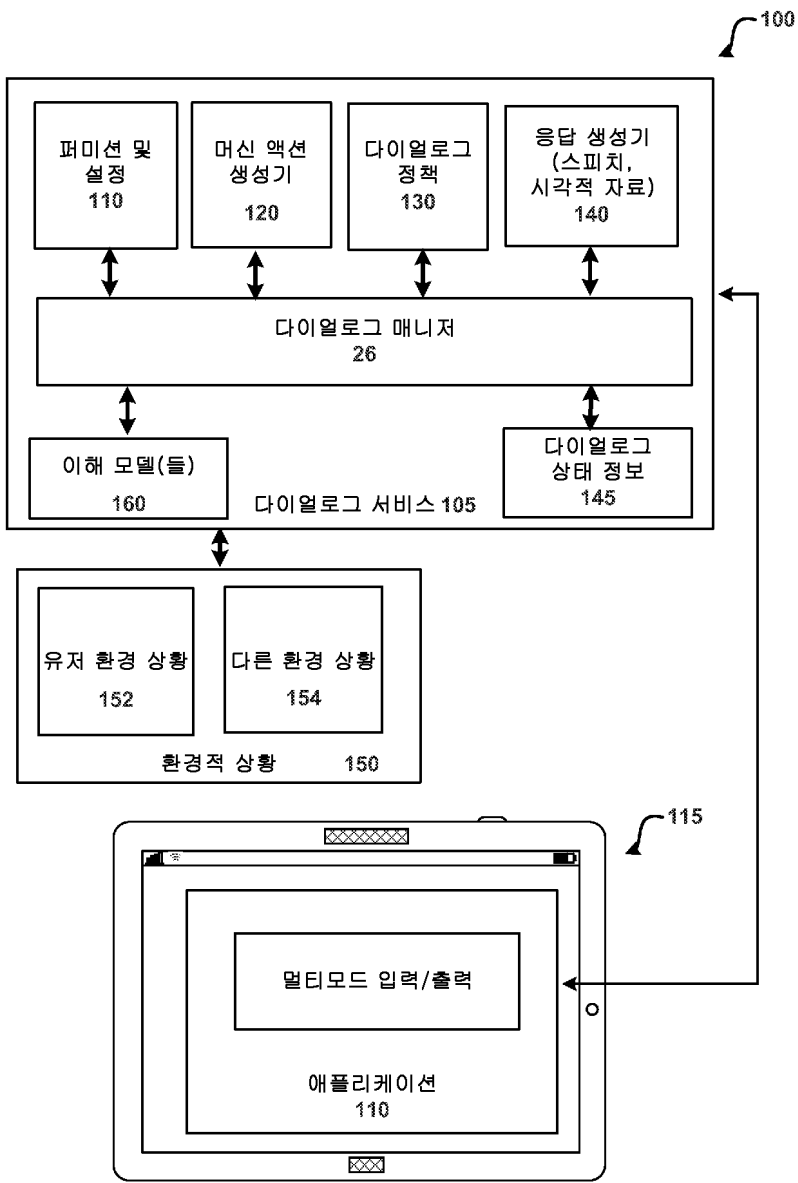 100
퍼미션 및
설정
110
머신 액션
생성기
120
다이얼로그
정책
130
응답 생성기
(스피치,
시각적 자료)
140
다이얼로그 매니저
26
이해 모델(들)
160
다이얼로그 서비스 105
다이얼로그
상태 정보
145
유저 환경 상황
152
다른 환경 상황
154
환경적 상황 150
115
멀티모드 입력/출력
애플리케이션
110